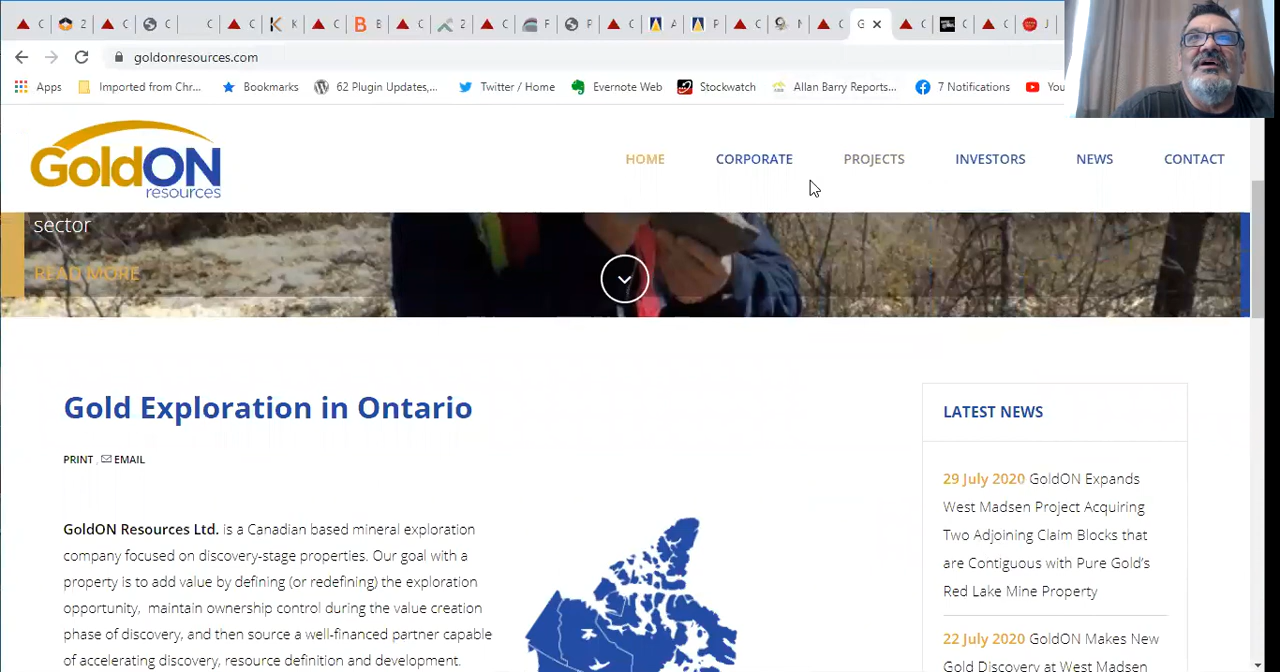 C 2 C C C K C B E C 2 C F P C A P C N C G C C J
goldonresources.com
Apps Imported from Chr... Bookmarks 62 Plugin Updates,... Twitter / Home Evernote Web Stockwatch Allan Barry Reports... 7 Notifications You
GoldON
resources
HOME CORPORATE PROJECTS INVESTORS NEWS CONTACT
sector
READ MORE
Gold Exploration in Ontario
PRINT , EMAIL
GoldON Resources Ltd. is a Canadian based mineral exploration
company focused on discovery-stage properties. Our goal with a
property is to add value by defining (or redefining) the exploration
opportunity, maintain ownership control during the value creation
phase of discovery, and then source a well-financed partner capable
of accelerating discovery, resource definition and development.
LATEST NEWS
29 July 2020 GoldON Expands
West Madsen Project Acquiring
Two Adjoining Claim Blocks that
are Contiguous with Pure Gold's
Red Lake Mine Property
22 July 2020 GoldON Makes New
Gold Discovery at West Madsen